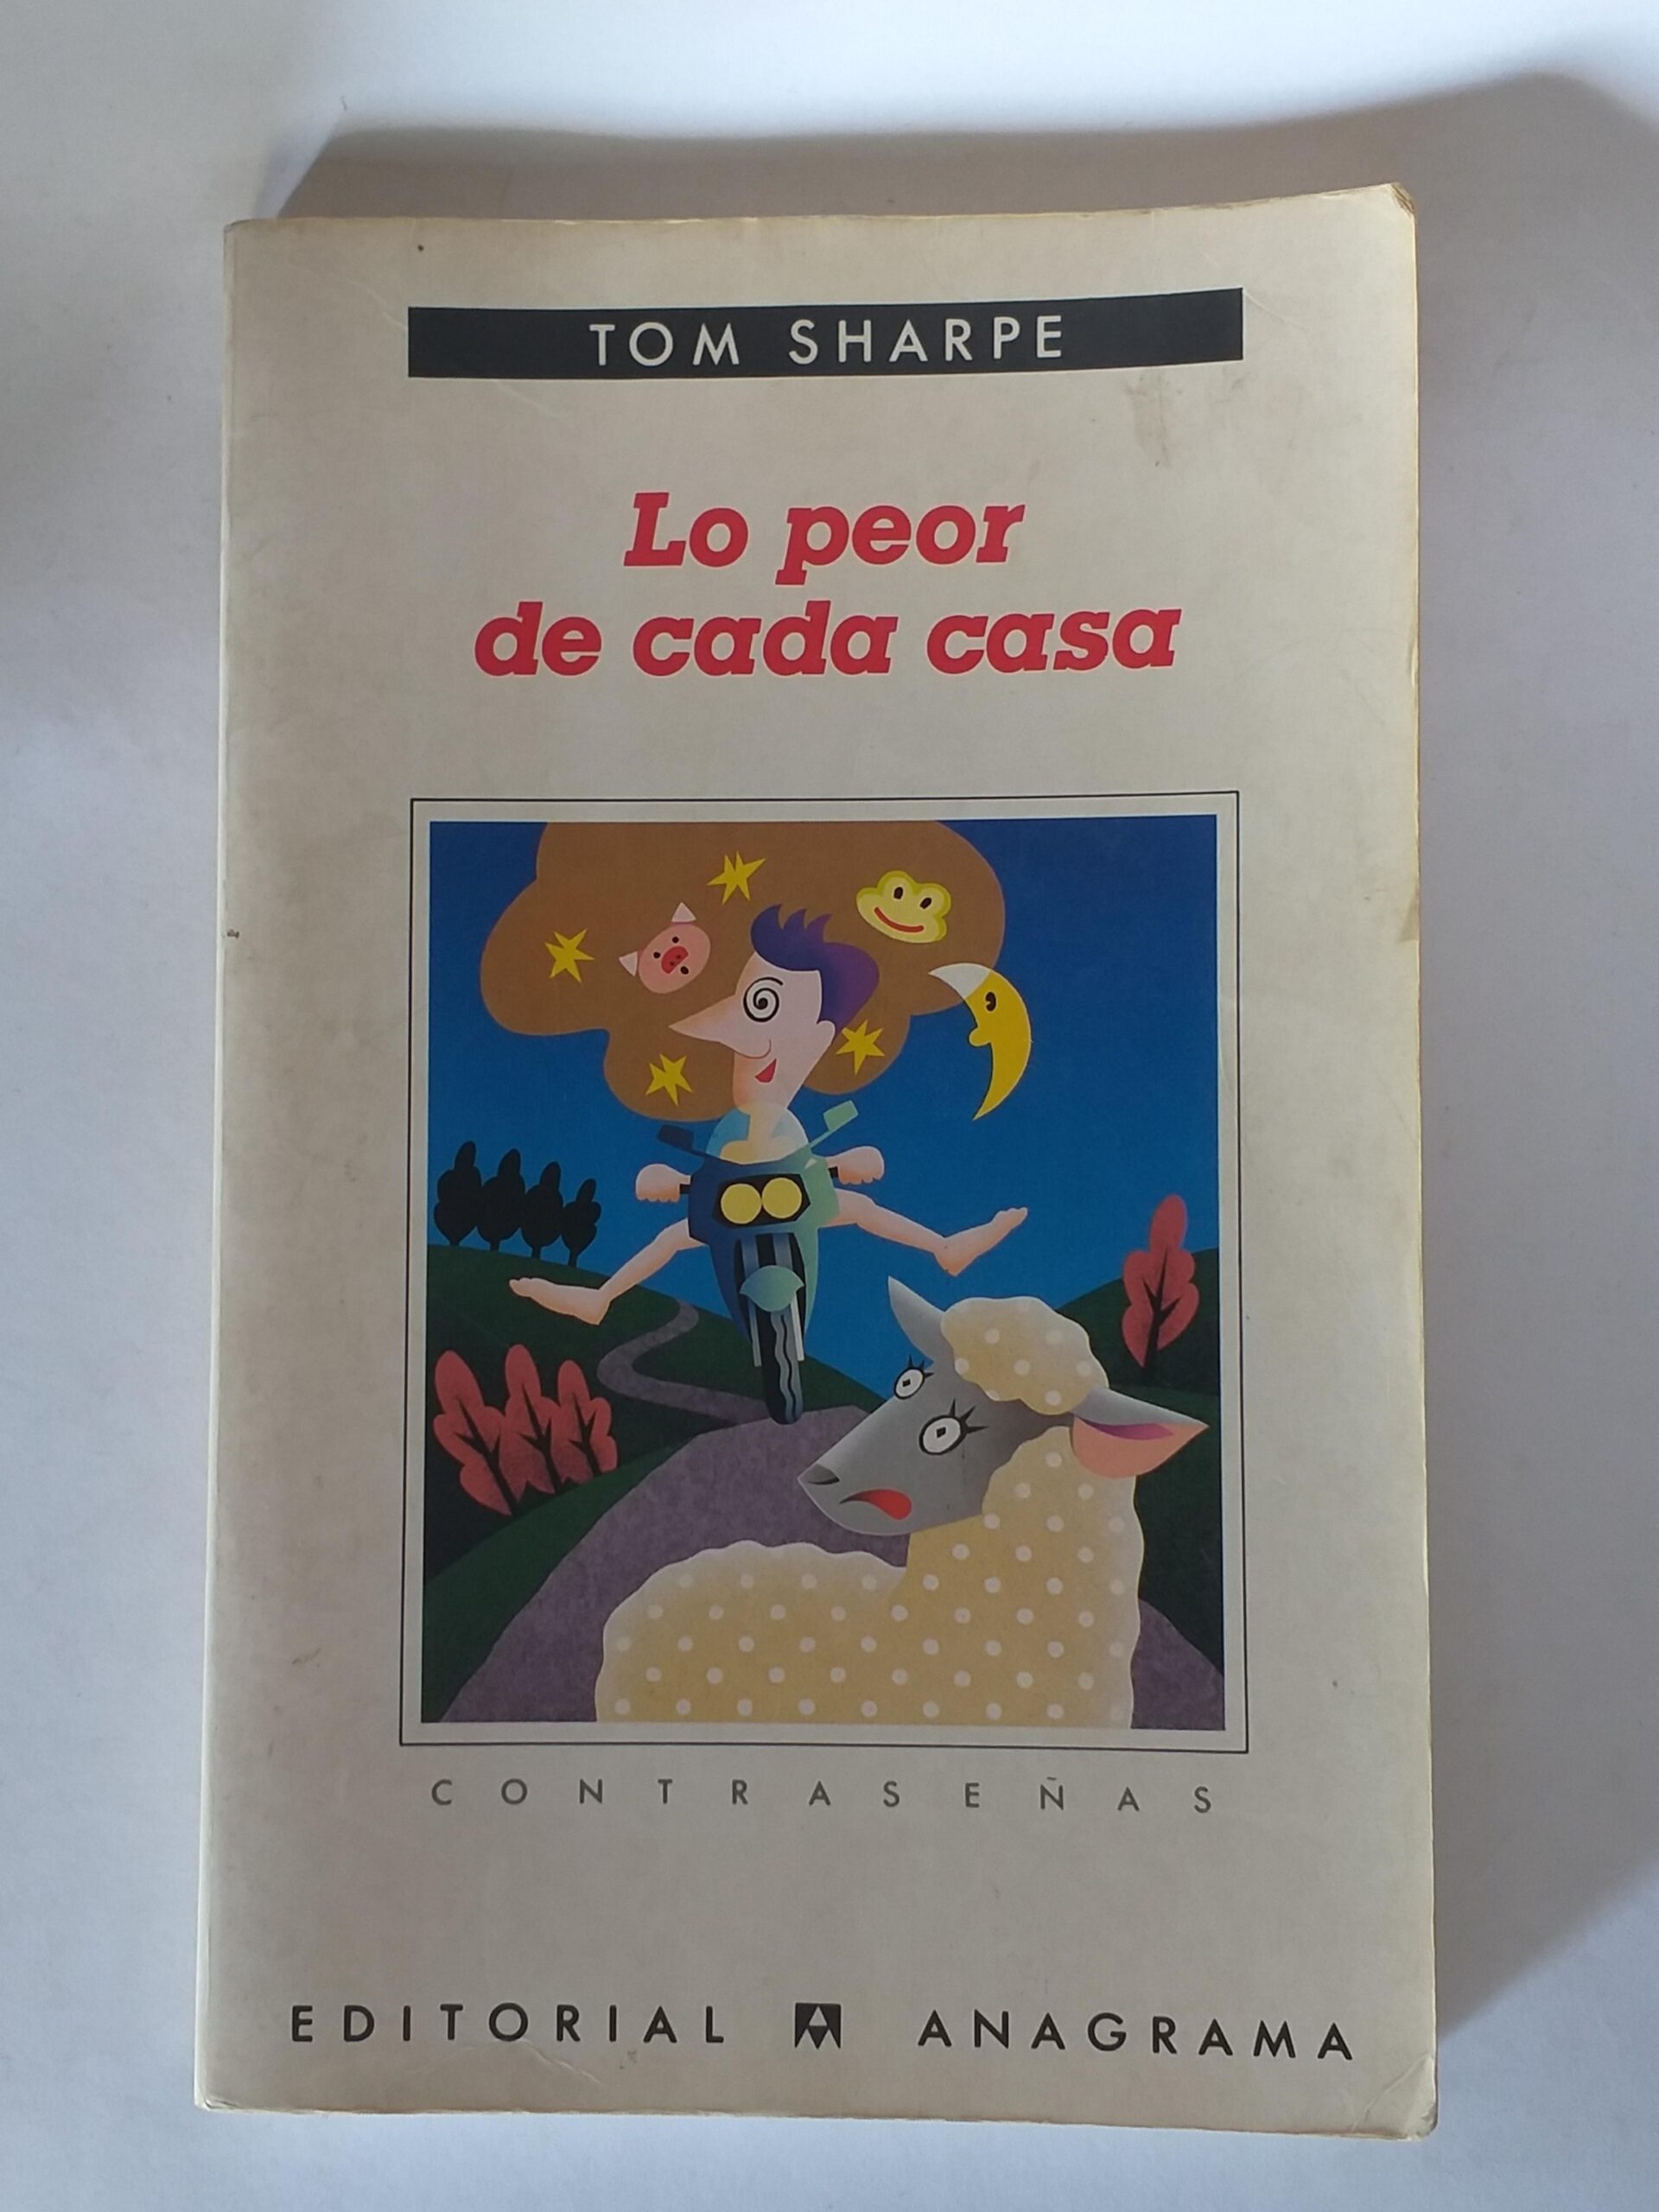 TOM SHARPE
Lo peor
de cada casa
CONTRASEÑAS
EDITORIAL ANAGRAMA